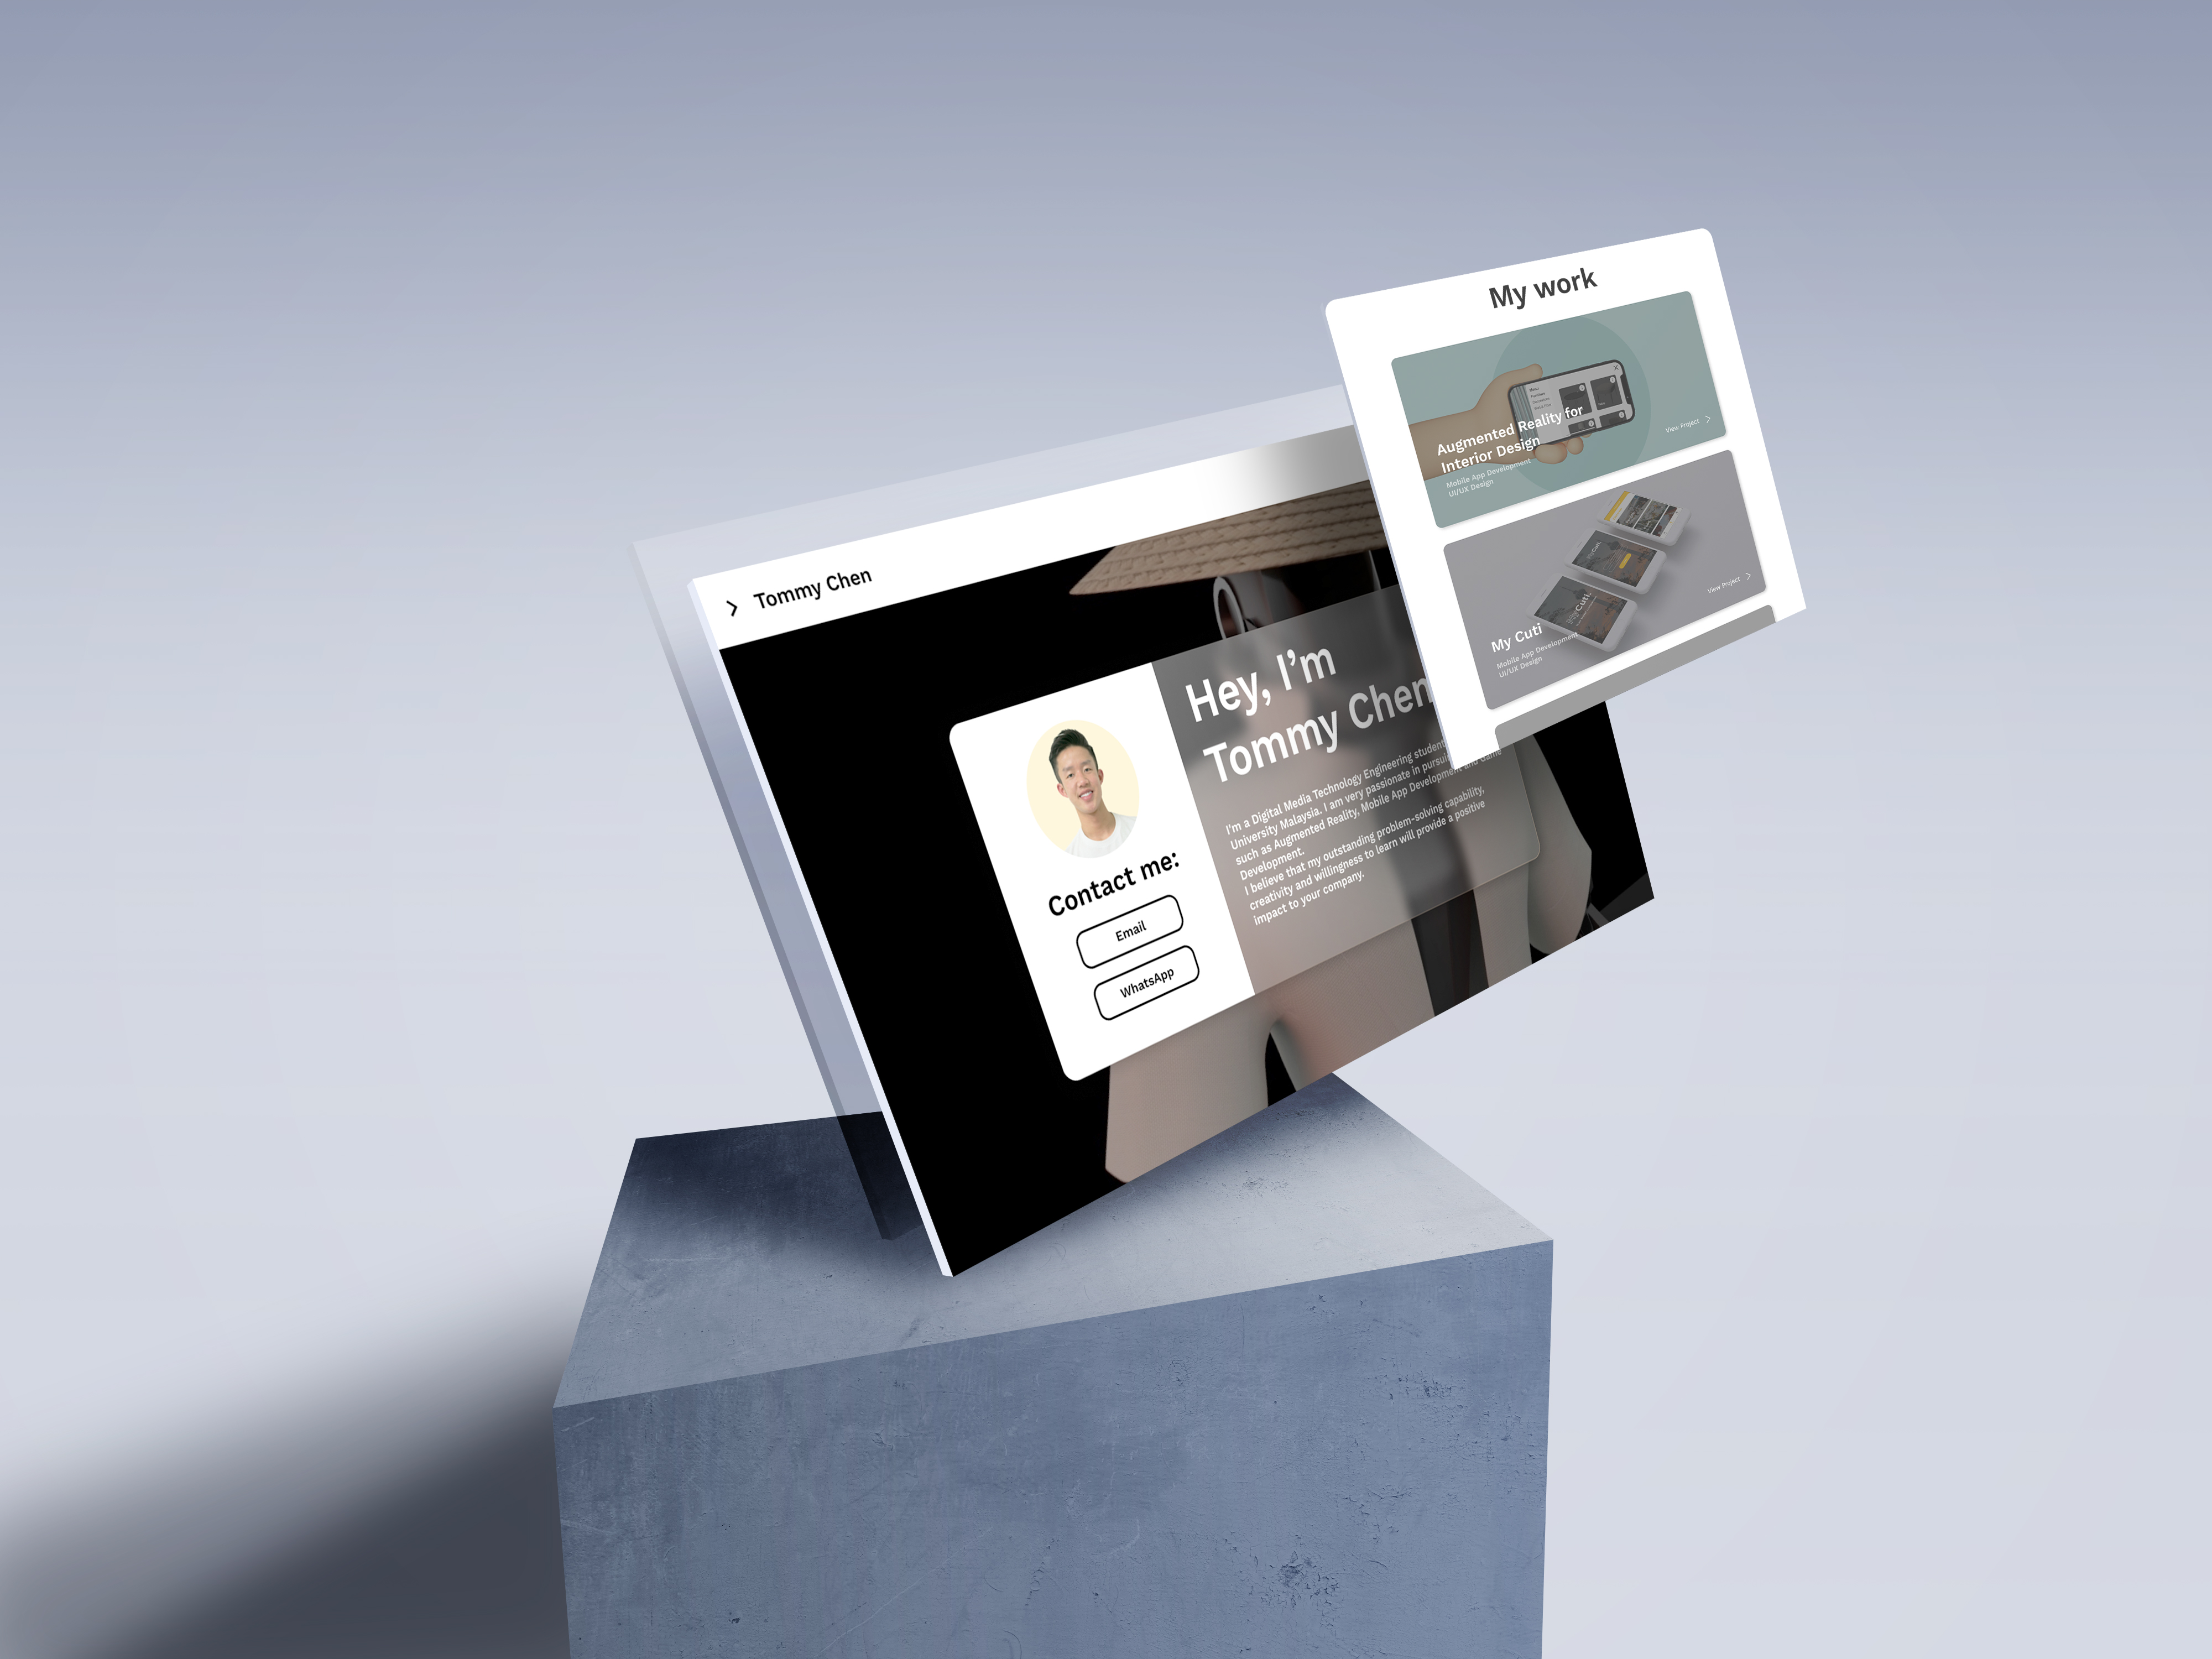 Tommy Chen
Contact me:
Email
WhatsApp
Hey, I'm
Tommy Chen
I'm a Digital Media Technology Engineering student
University Malaysia. I am very passionate in
such as Augmented Reality, Mobile App Development and Game
Development.
I believe that my outstanding problem-solving capability,
creativity and willingness to learn will provide a positive
impact to your company.
My work
Augmented Reality for
Interior Design
Mobile App Development
UI/UX Design
View Project
My Cuti
Mobile App Development
UI/UX Design
View Project